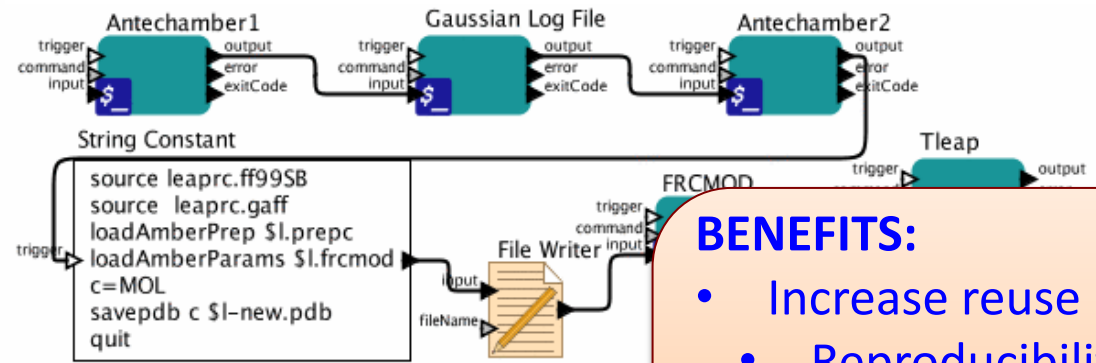 Antechamber1
trigger
command
input
$_
output
error
exitCode
Gaussian Log File
trigger
command
input
$_
output
error
exitCode
Antechamber2
trigger
command
input
$_
output
error
exitCode
String Constant
trigger
source leaprc.ff99SB
source leaprc.gaff
loadAmberPrep $l.prepc
loadAmberParams $l.frcmod
c=MOL
savepdb c $l-new.pdb
quit
File Writer
input
fileName
FRCMOD
trigger
command
input
Tleap
trigger
output
BENEFITS:
• Increase reuse
•